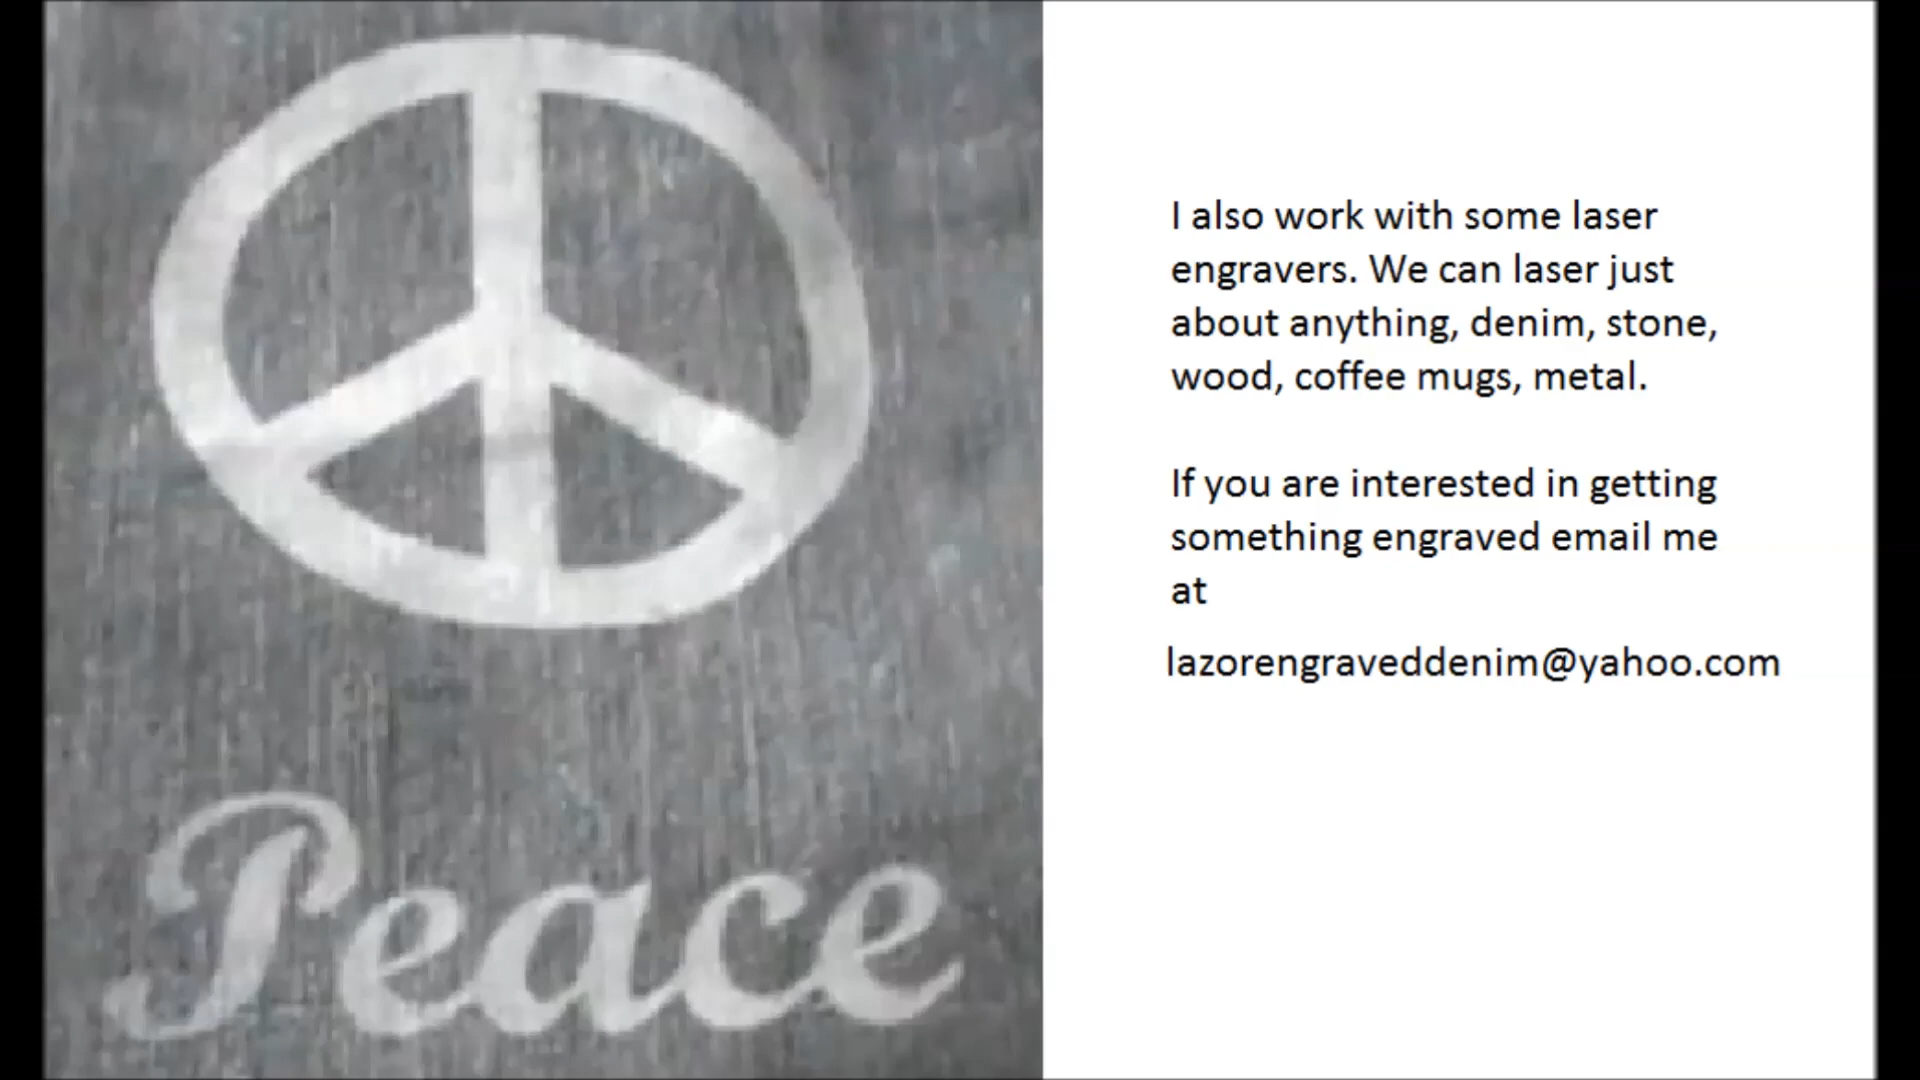 I also work with some laser
engravers. We can laser just
about anything, denim, stone,
wood, coffee mugs, metal.
If you are interested in getting
something engraved email me
at
lazorengraveddenim@yahoo.com
Peace